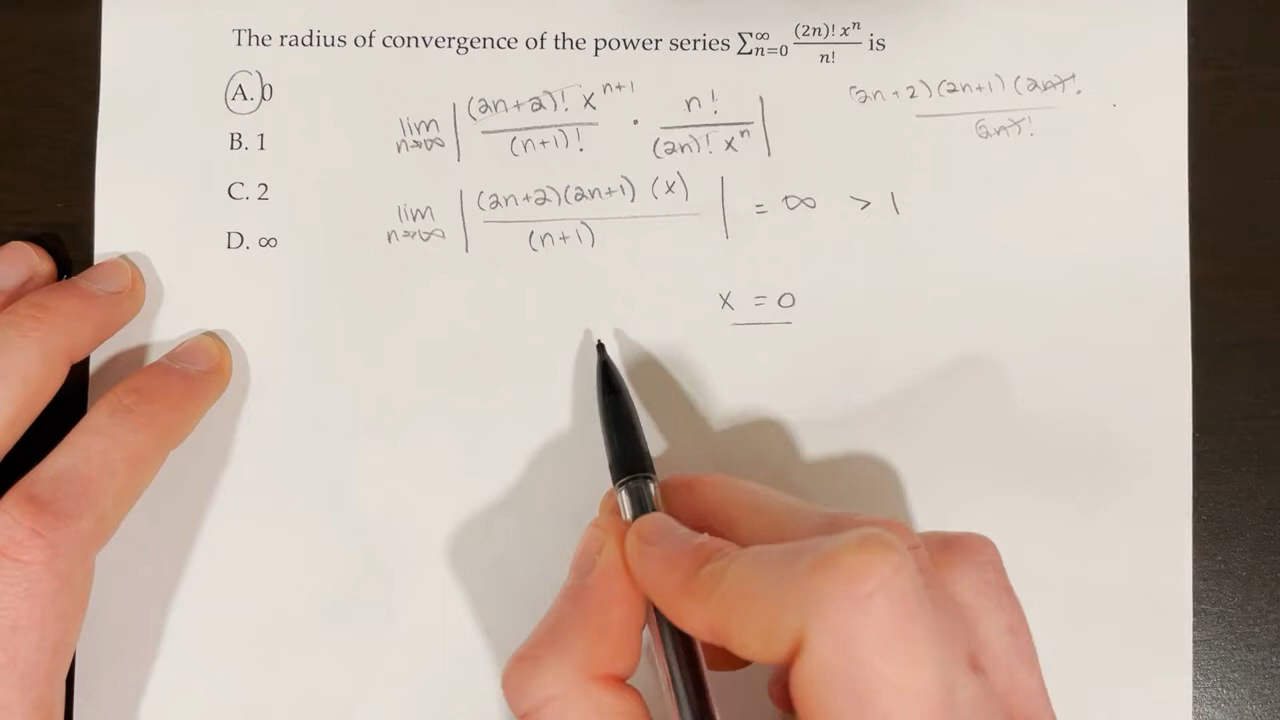 The radius of convergence of the power series ∑_{n=0}^{∞} (2n)! x^n / n! is
A. 0
B. 1
C. 2
D. ∞
lim n→∞ | (2n+2)! x^{n+1} / (n+1)! · n! / (2n)! x^n |
(2n+2)(2n+1)(2n)! / (2n)!
lim n→∞ | (2n+2)(2n+1) (x) / (n+1) | = ∞ > 1
x = 0